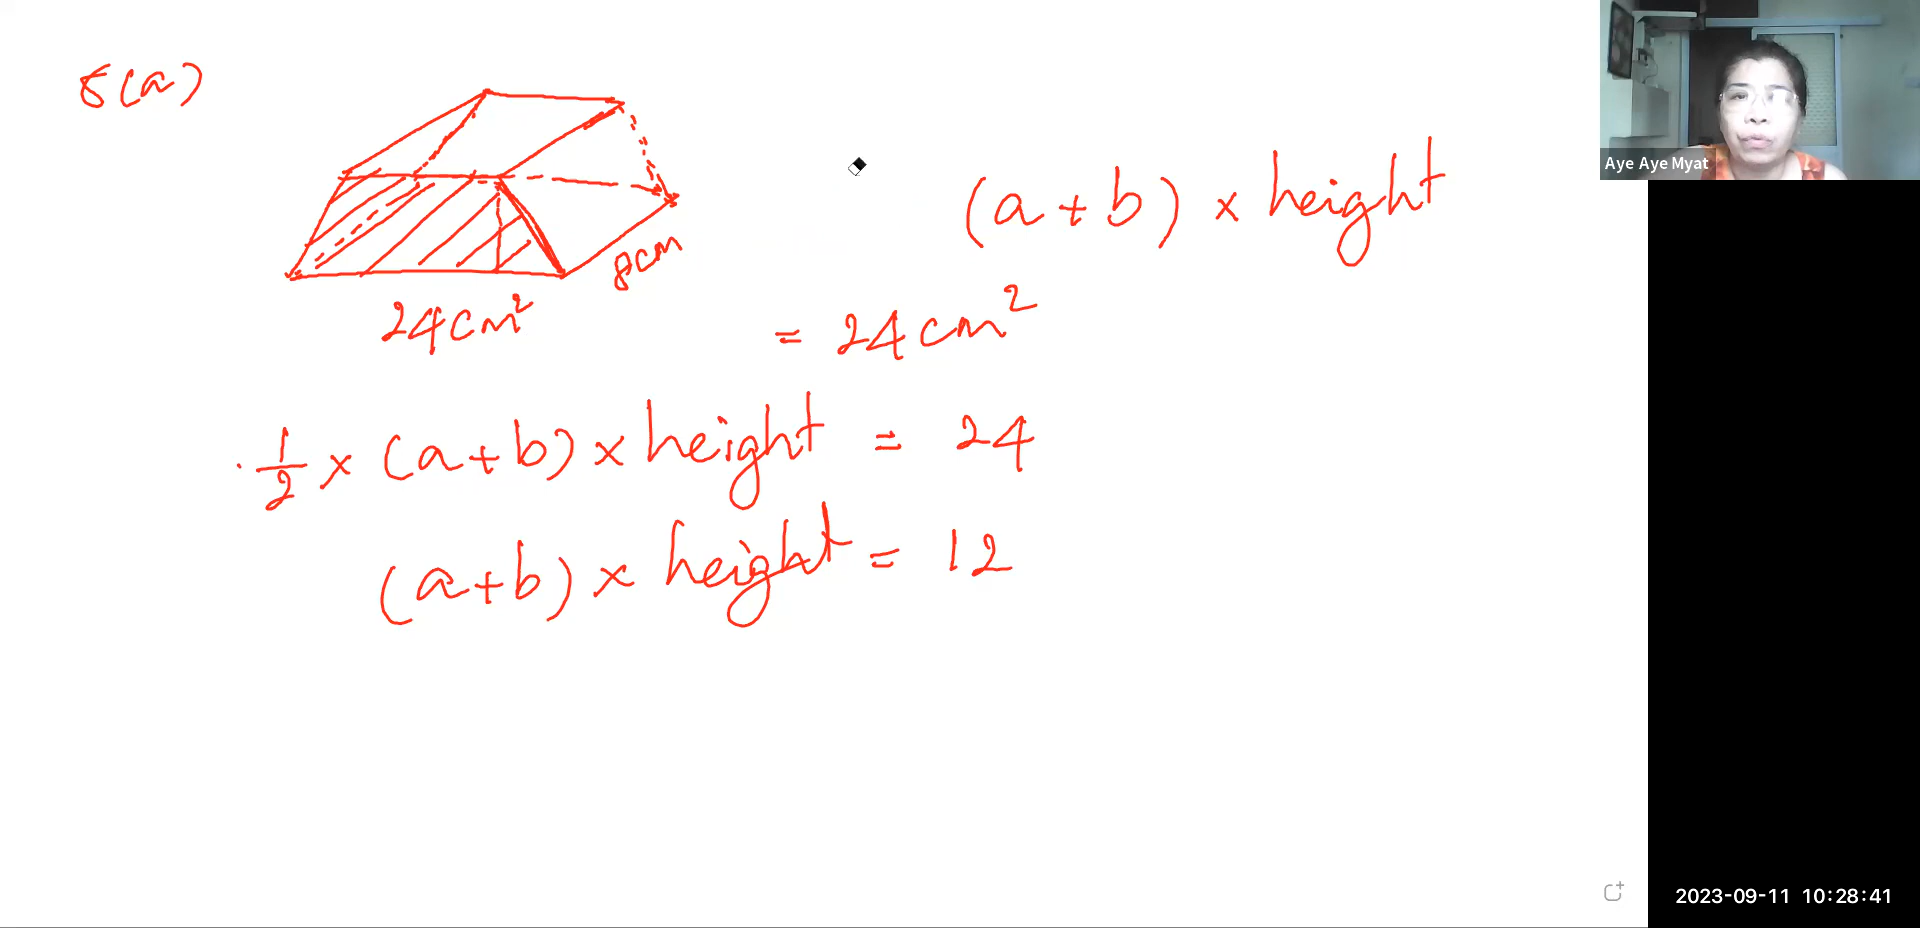 8(a)
8cm
24cm²
(a+b) × height
= 24cm²
1/2 × (a+b) × height = 24
(a+b) × height = 12
Aye Aye Myat
2023-09-11 10:28:41